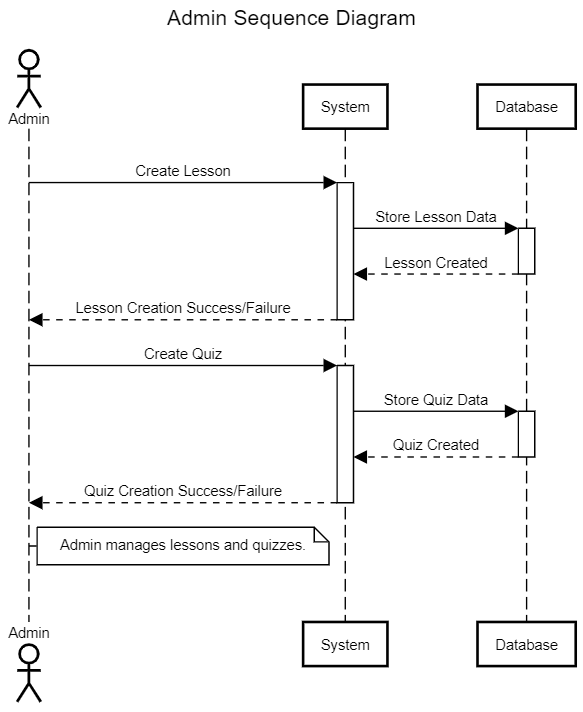 Admin Sequence Diagram
Admin
System
Database
Create Lesson
Store Lesson Data
Lesson Created
Lesson Creation Success/Failure
Create Quiz
Store Quiz Data
Quiz Created
Quiz Creation Success/Failure
Admin manages lessons and quizzes.
Admin
System
Database